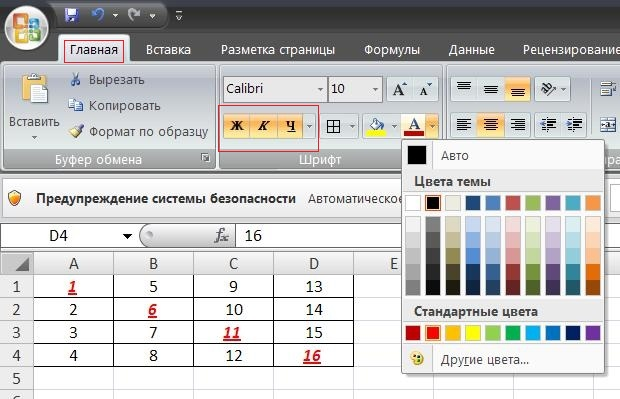 Главная Вставка Разметка страницы Формулы Данные Рецензирование
Вставить
Вырезать
Копировать
Формат по образцу
Буфер обмена
Calibri 10 A A
Ж К Ч А
Шрифт
Авто
Цвета темы
Стандартные цвета
Другие цвета...
Предупреждение системы безопасности Автоматическое
D4 fx 16
A B C D E
1 1 5 9 13
2 2 6 10 14
3 3 7 11 15
4 4 8 12 16
5
6